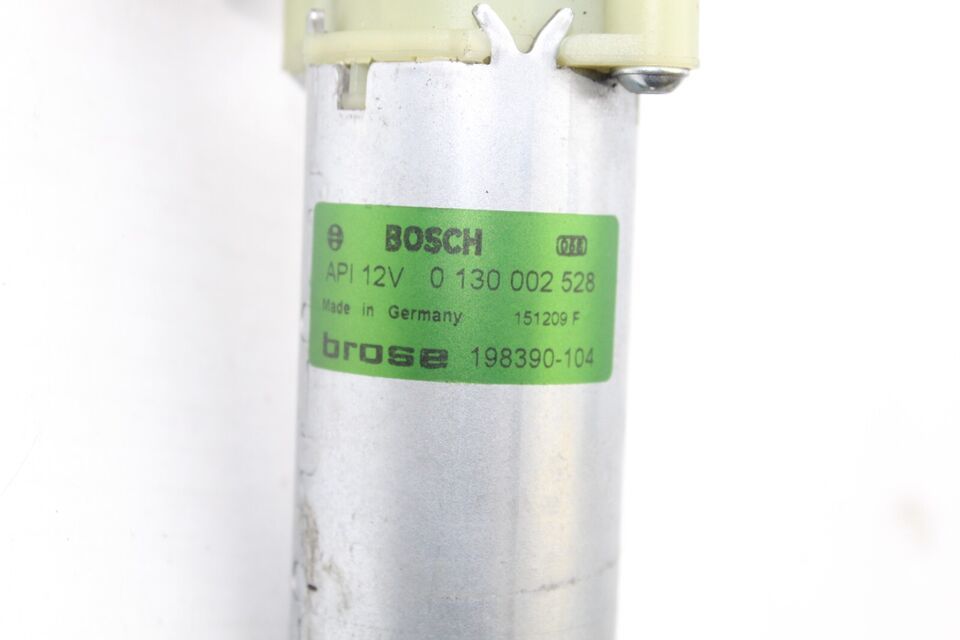 BOSCH
API 12V 0 130 002 528
Made in Germany 151209 F
brose 198390-104